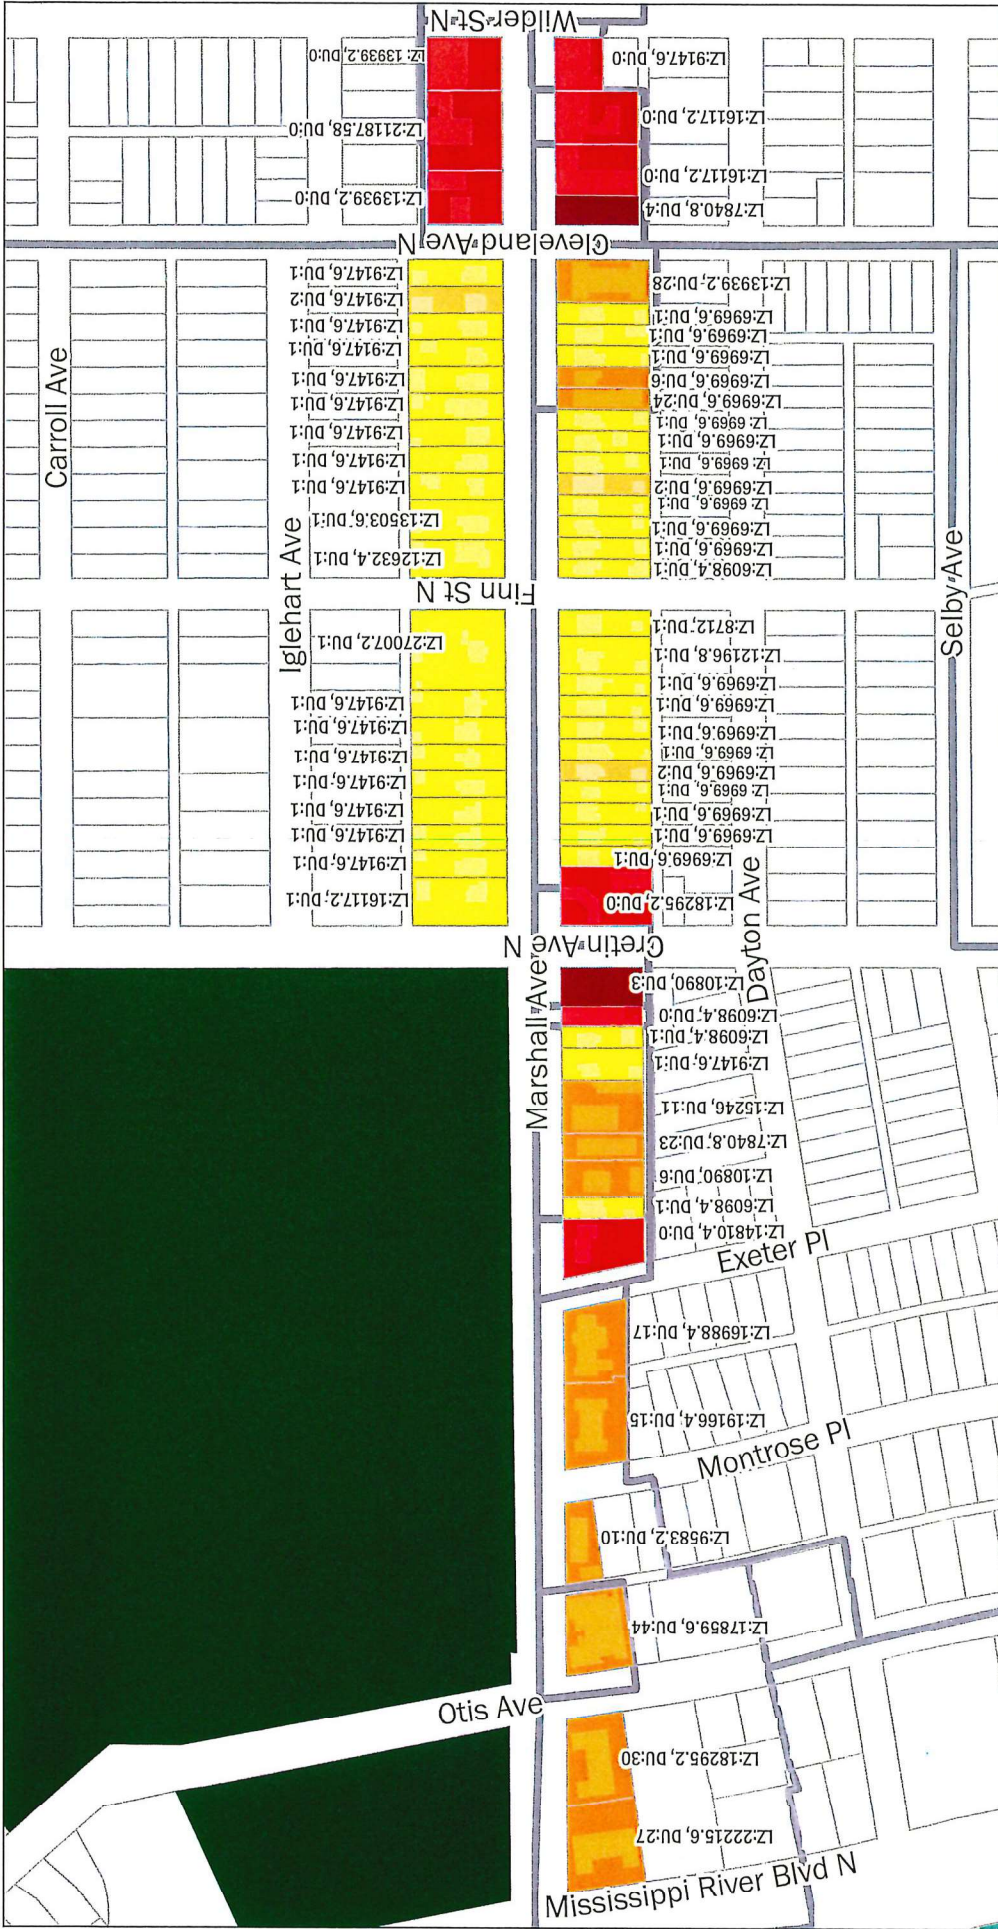 Wilder St N
LZ: 13939.2, DU:0
LZ:21187.58, DU:0
LZ:13939.2, DU:0
LZ:9147.6, DU:0
LZ:16117.2, DU:0
LZ:16117.2, DU:0
LZ:7840.8, DU:4
Cleveland Ave N
LZ:9147.6, DU:1
LZ:9147.6, DU:2
LZ:9147.6, DU:1
LZ:9147.6, DU:1
LZ:9147.6, DU:1
LZ:9147.6, DU:1
LZ:9147.6, DU:1
LZ:9147.6, DU:1
LZ:9147.6, DU:1
LZ:13503.6, DU:1
LZ:12632.4, DU:1
LZ:13939.2, DU:28
LZ:6969.6, DU:1
LZ:6969.6, DU:1
LZ:6969.6, DU:1
LZ:6969.6, DU:6
LZ:6969.6, DU:24
LZ: 6969.6, DU:1
LZ:6969.6, DU:1
LZ: 6969.6, DU:1
LZ:6969.6, DU:2
LZ: 6969.6, DU:1
LZ:6969.6, DU:1
LZ:6969.6, DU:1
LZ:6098.4, DU:1
Carroll Ave
Iglehart Ave
Finn St N
Selby Ave
LZ:27007.2, DU:1
LZ:9147.6, DU:1
LZ:9147.6, DU:1
LZ:9147.6, DU:1
LZ:9147.6, DU:1
LZ:9147.6, DU:1
LZ:9147.6, DU:1
LZ:9147.6, DU:1
LZ:16117.2, DU:1
LZ:8712, DU:1
LZ:12196.8, DU:1
LZ:6969.6, DU:1
LZ:6969.6, DU:1
LZ:6969.6, DU:1
LZ: 6969.6, DU:1
LZ:6969.6, DU:2
LZ: 6969.6, DU:1
LZ:6969.6, DU:1
LZ:6969.6, DU:1
LZ:6969.6, DU:1
LZ:18295.2, DU:0
Cretin Ave N
Marshall Ave
Dayton Ave
LZ:10890, DU:3
LZ:6098.4, DU:0
LZ:6098.4, DU:1
LZ:9147.6, DU:1
LZ:15246, DU:11
LZ:7840.8, DU:23
LZ:10890, DU:6
LZ:6098.4, DU:1
LZ:14810.4, DU:0
Exeter Pl
LZ:16988.4, DU:17
LZ:19166.4, DU:15
Montrose Pl
LZ:9583.2, DU:10
LZ:17859.6, DU:44
Otis Ave
LZ:18295.2, DU:30
LZ:22215.6, DU:27
Mississippi River Blvd N